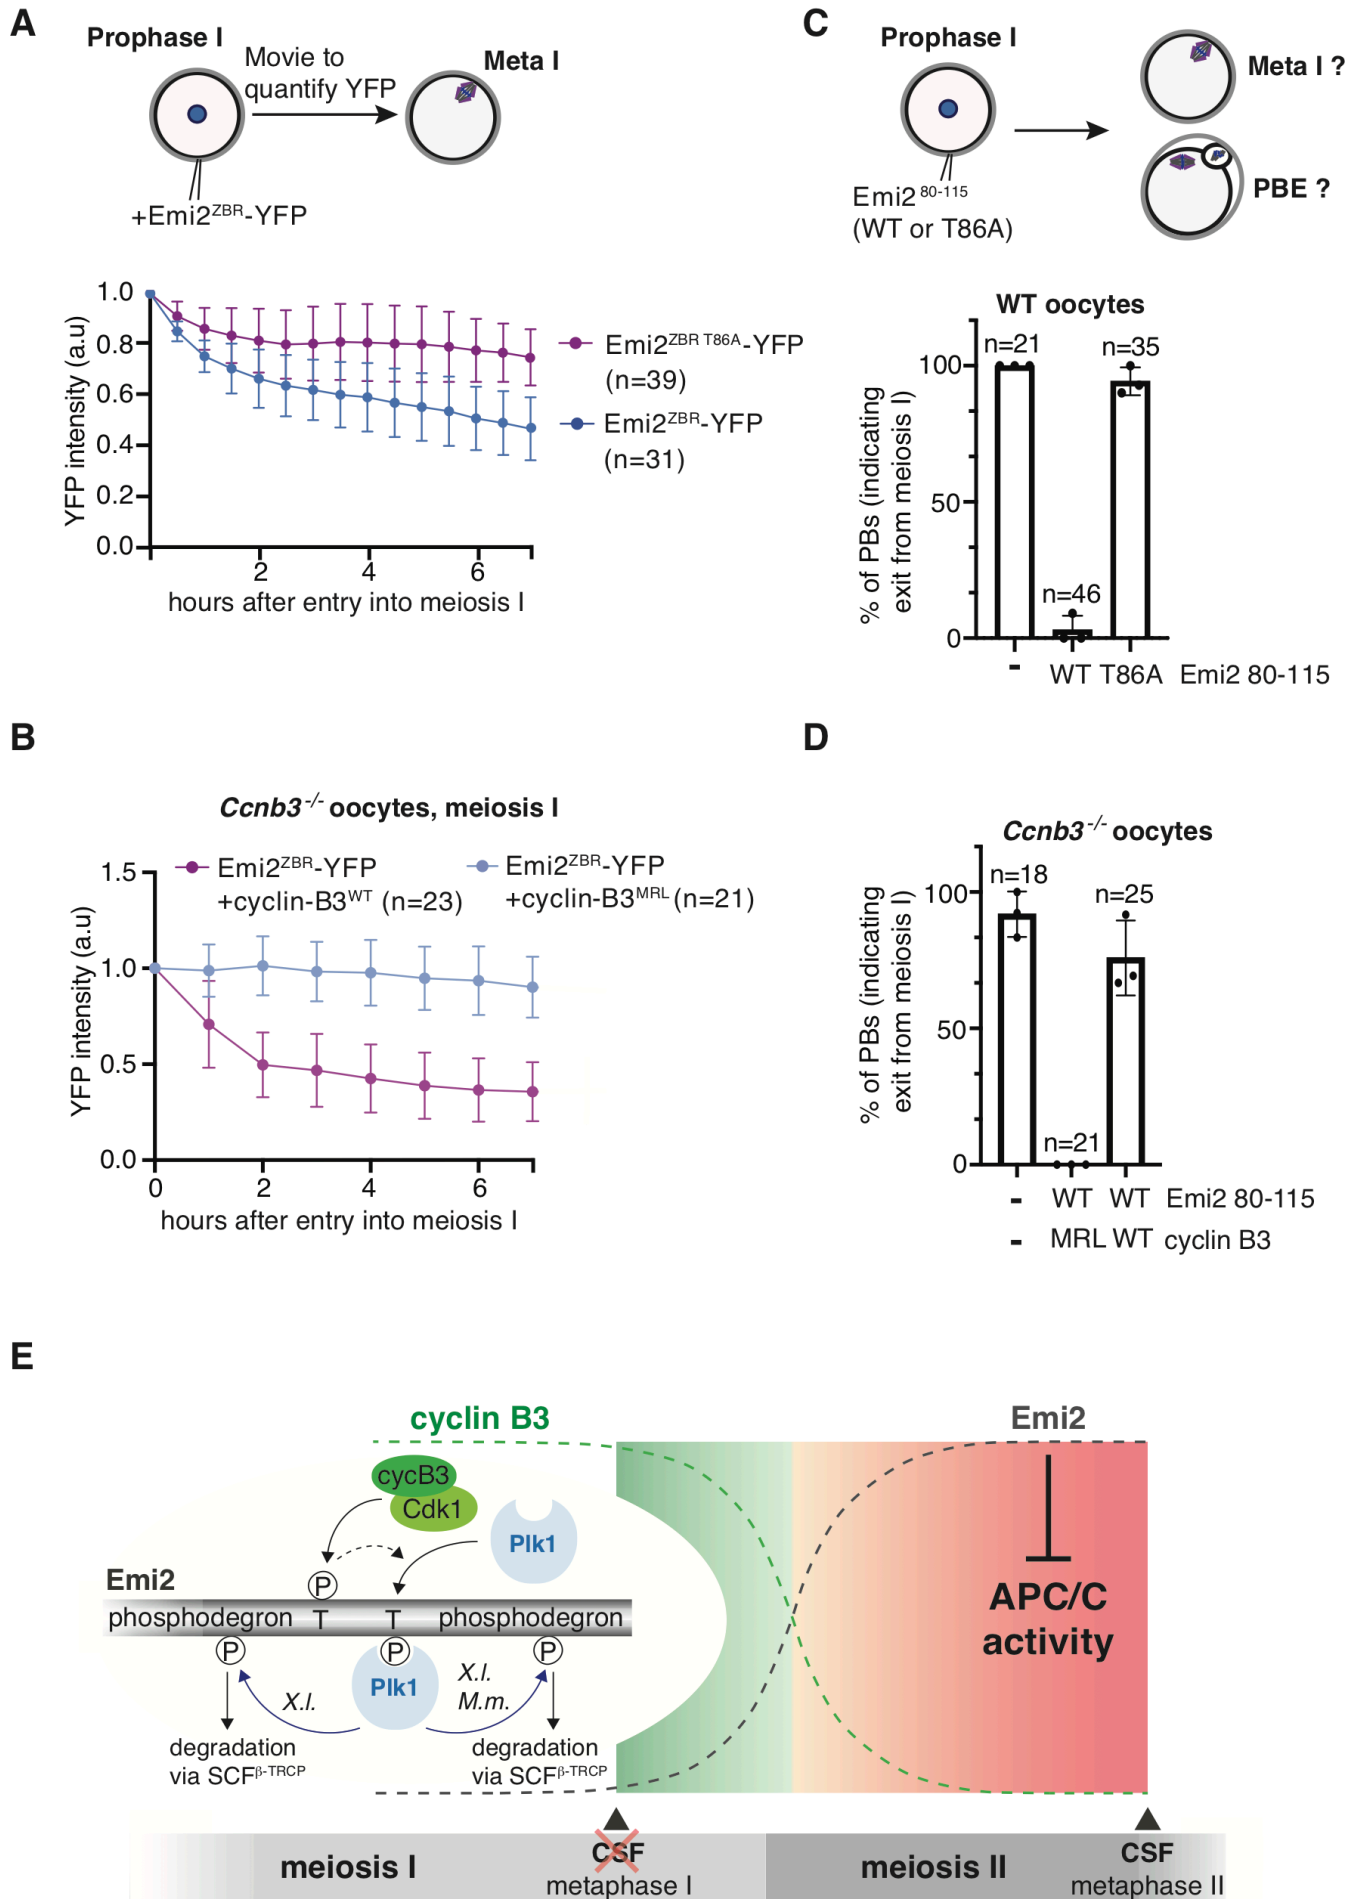 A
Prophase I
Movie to
quantify YFP
Meta I
+Emi2ZBR-YFP
1.0
0.8
0.6
0.4
0.2
0.0
YFP intensity (a.u)
2
4
6
hours after entry into meiosis I
Emi2ZBR T86A-YFP
(n=39)
Emi2ZBR-YFP
(n=31)
C
Prophase I
Meta I ?
PBE ?
Emi2 80-115
(WT or T86A)
WT oocytes
n=21
n=35
n=46
100
50
0
% of PBs (indicating
exit from meiosis I)
-
WT
T86A
Emi2 80-115
B
Ccnb3-/- oocytes, meiosis I
Emi2ZBR-YFP
+cyclin-B3WT (n=23)
Emi2ZBR-YFP
+cyclin-B3MRL (n=21)
1.5
1.0
0.5
0.0
YFP intensity (a.u)
0
2
4
6
hours after entry into meiosis I
D
Ccnb3-/- oocytes
n=18
n=25
n=21
100
50
0
% of PBs (indicating
exit from meiosis I)
- WT WT Emi2 80-115
- MRL WT cyclin B3
E
cyclin B3
Emi2
cycB3
Cdk1
Plk1
P
Emi2
phosphodegron T T phosphodegron
P
P
P
Plk1
X.l.
X.l.
M.m.
degradation
via SCFβ-TRCP
degradation
via SCFβ-TRCP
APC/C
activity
meiosis I
CSF
metaphase I
meiosis II
CSF
metaphase II